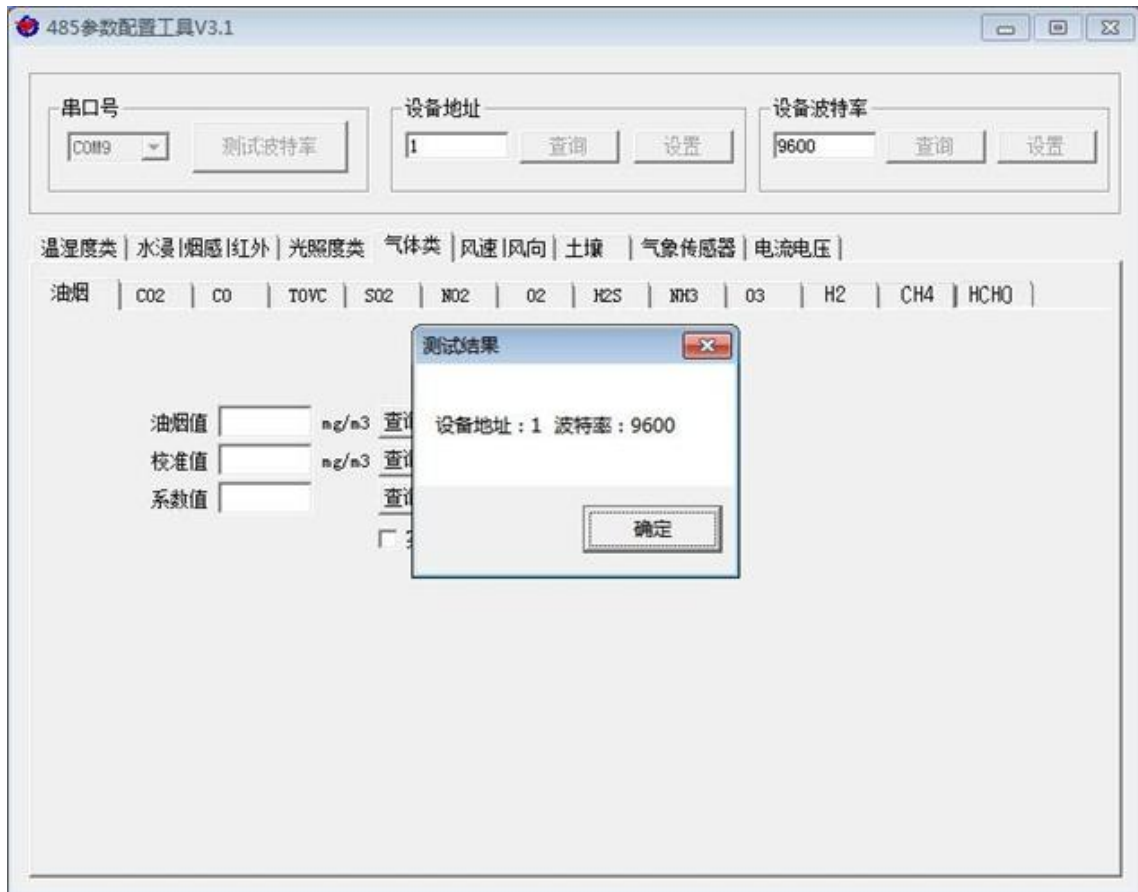 485参数配置工具V3.1
串口号 设备地址 设备波特率
COM9 测试波特率 1 查询 设置 9600 查询 设置
温湿度类 水浸|烟感|红外 光照度类 气体类 风速|风向 土壤 气象传感器 电流电压
油烟 CO2 CO TOVC SO2 NO2 O2 H2S NH3 O3 H2 CH4 HCHO
测试结果
设备地址：1 波特率：9600
确定
油烟值 mg/m3
校准值 mg/m3
系数值